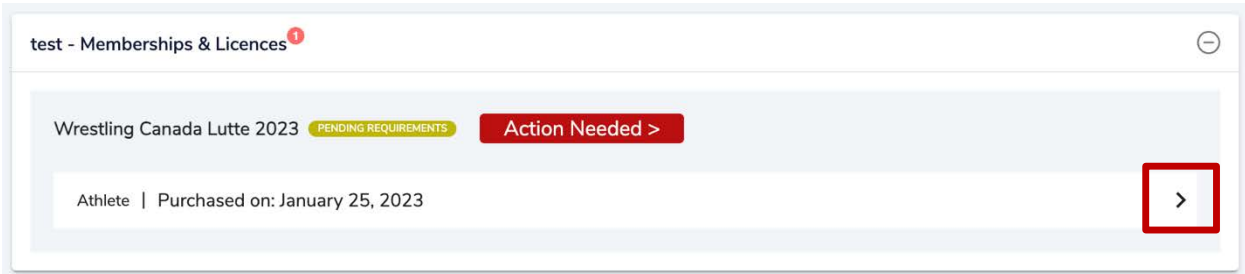 test - Memberships & Licences 1
Wrestling Canada Lutte 2023 PENDING REQUIREMENTS Action Needed >
Athlete | Purchased on: January 25, 2023